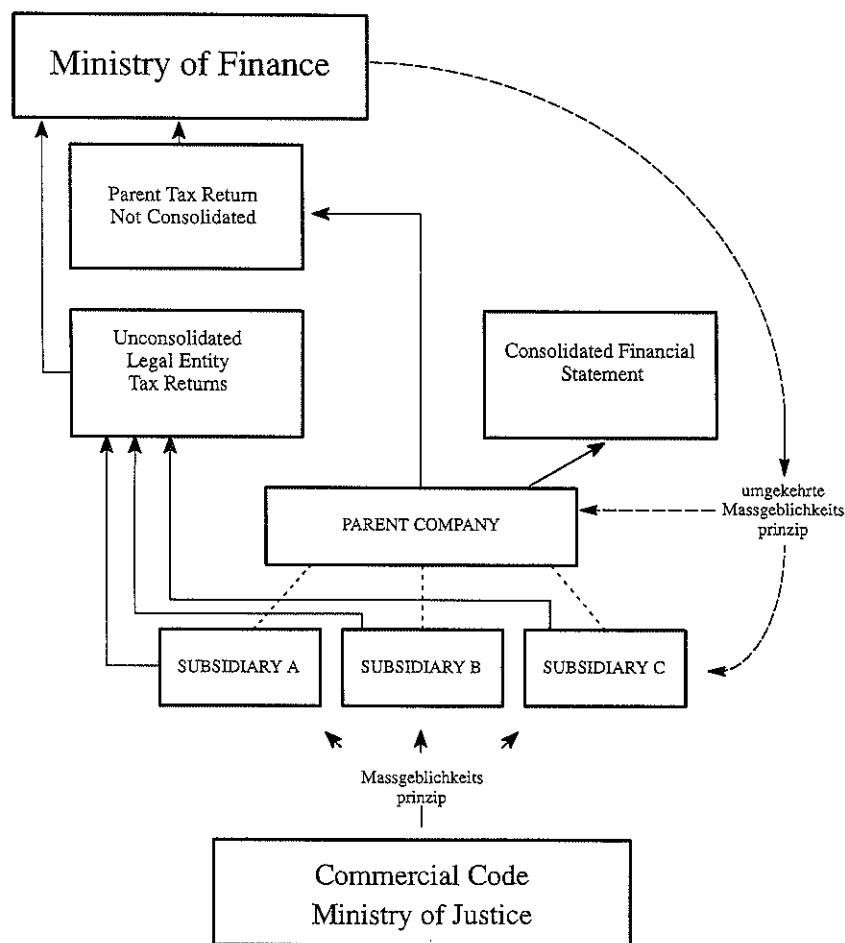 Ministry of Finance
Parent Tax Return
Not Consolidated
Unconsolidated
Legal Entity
Tax Returns
Consolidated Financial
Statement
umgekehrte
Massgeblichkeits
prinzip
PARENT COMPANY
SUBSIDIARY A
SUBSIDIARY B
SUBSIDIARY C
Massgeblichkeits
prinzip
Commercial Code
Ministry of Justice